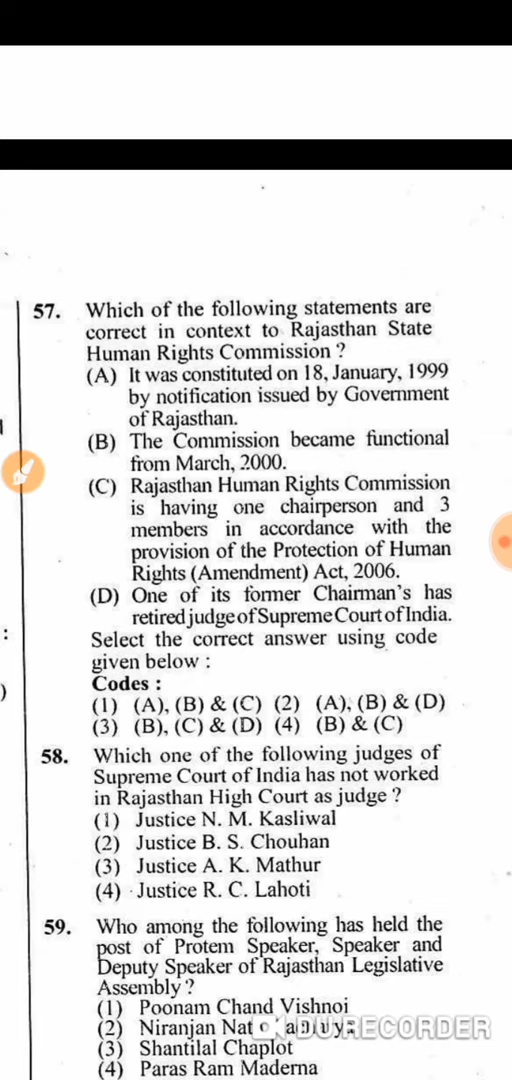 57. Which of the following statements are
correct in context to Rajasthan State
Human Rights Commission ?
(A) It was constituted on 18, January, 1999
by notification issued by Government
of Rajasthan.
(B) The Commission became functional
from March, 2000.
(C) Rajasthan Human Rights Commission
is having one chairperson and 3
members in accordance with the
provision of the Protection of Human
Rights (Amendment) Act, 2006.
(D) One of its former Chairman's has
retired judge of Supreme Court of India.
Select the correct answer using code
given below :
Codes :
(1) (A), (B) & (C) (2) (A), (B) & (D)
(3) (B), (C) & (D) (4) (B) & (C)
58. Which one of the following judges of
Supreme Court of India has not worked
in Rajasthan High Court as judge ?
(1) Justice N. M. Kasliwal
(2) Justice B. S. Chouhan
(3) Justice A. K. Mathur
(4) Justice R. C. Lahoti
59. Who among the following has held the
post of Protem Speaker, Speaker and
Deputy Speaker of Rajasthan Legislative
Assembly ?
(1) Poonam Chand Vishnoi
(2) Niranjan
DU RECORDER
(3) Shantilal Chaplot
(4) Paras Ram Maderna